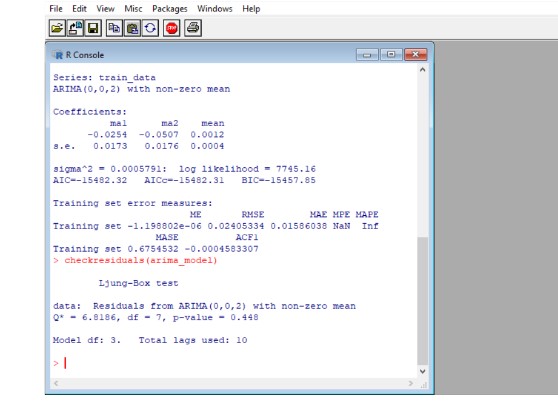 File Edit View Misc Packages Windows Help
STOP
R Console
Series: train_data
ARIMA(0,0,2) with non-zero mean
Coefficients:
ma1 ma2 mean
-0.0254 -0.0507 0.0012
s.e. 0.0173 0.0176 0.0004
sigma^2 = 0.0005791: log likelihood = 7745.16
AIC=-15482.32 AICc=-15482.31 BIC=-15457.85
Training set error measures:
ME RMSE MAE MPE MAPE
Training set -1.198802e-06 0.02405334 0.01586038 NaN Inf
MASE ACF1
Training set 0.6754532 -0.0004583307
> checkresiduals(arima_model)
Ljung-Box test
data: Residuals from ARIMA(0,0,2) with non-zero mean
Q* = 6.8186, df = 7, p-value = 0.448
Model df: 3. Total lags used: 10
>